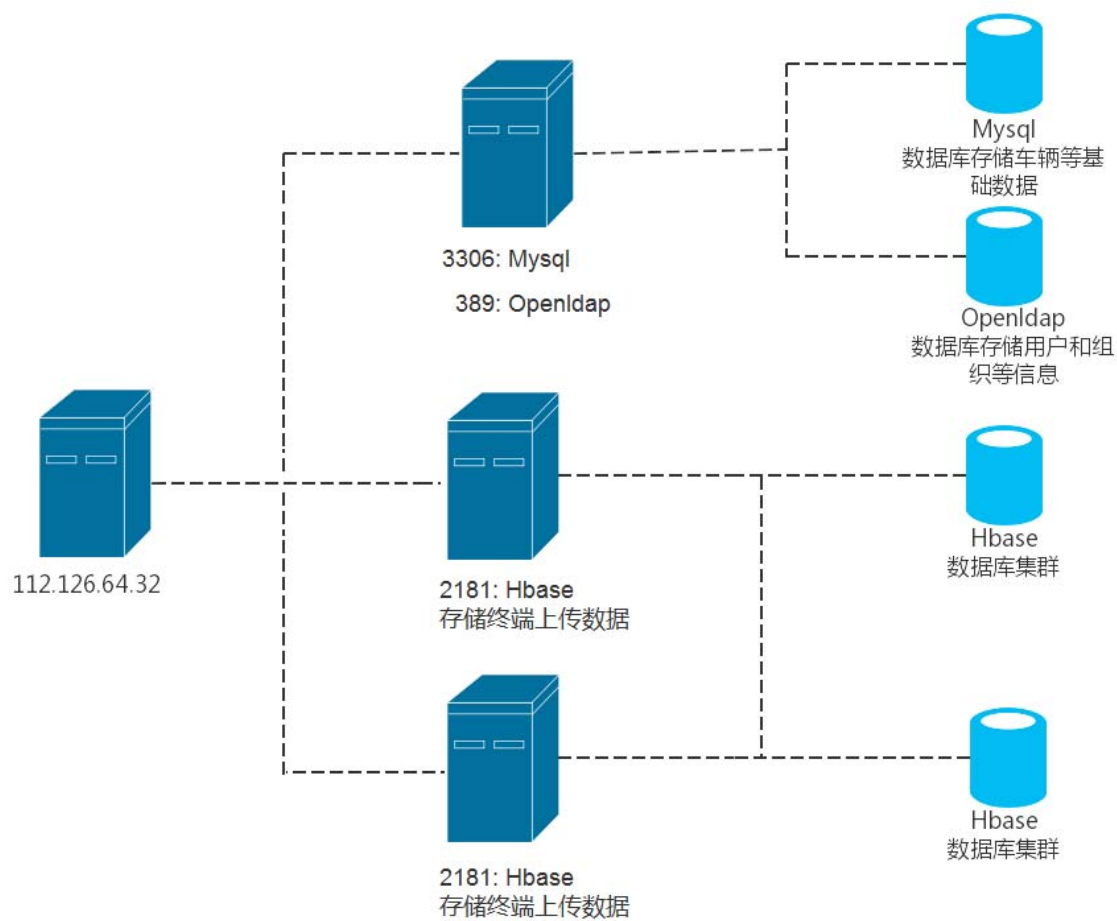 Mysql
数据库存储车辆等基
础数据
3306: Mysql
389: Openldap
Openldap
数据库存储用户和组
织等信息
112.126.64.32
2181: Hbase
存储终端上传数据
Hbase
数据库集群
2181: Hbase
存储终端上传数据
Hbase
数据库集群